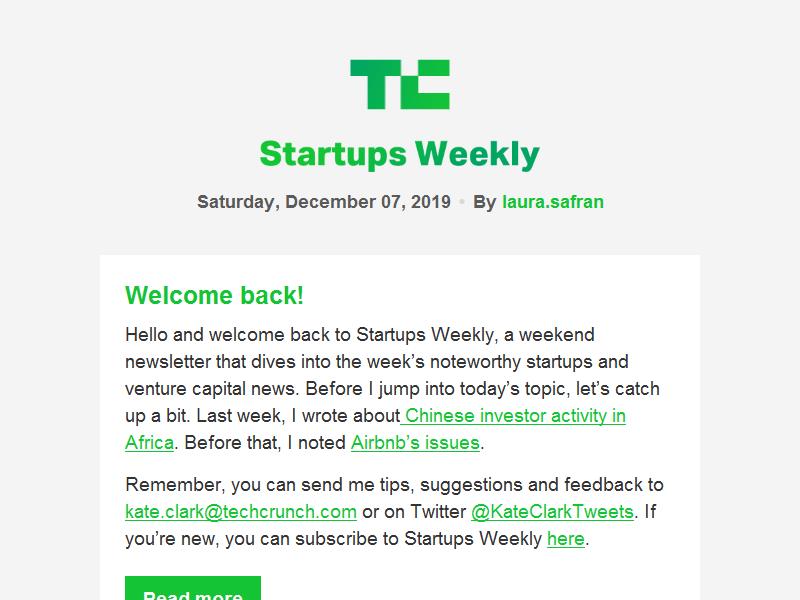 TC
Startups Weekly
Saturday, December 07, 2019 • By laura.safran
Welcome back!
Hello and welcome back to Startups Weekly, a weekend
newsletter that dives into the week’s noteworthy startups and
venture capital news. Before I jump into today’s topic, let’s catch
up a bit. Last week, I wrote about Chinese investor activity in
Africa. Before that, I noted Airbnb’s issues.
Remember, you can send me tips, suggestions and feedback to
kate.clark@techcrunch.com or on Twitter @KateClarkTweets. If
you’re new, you can subscribe to Startups Weekly here.
Read more